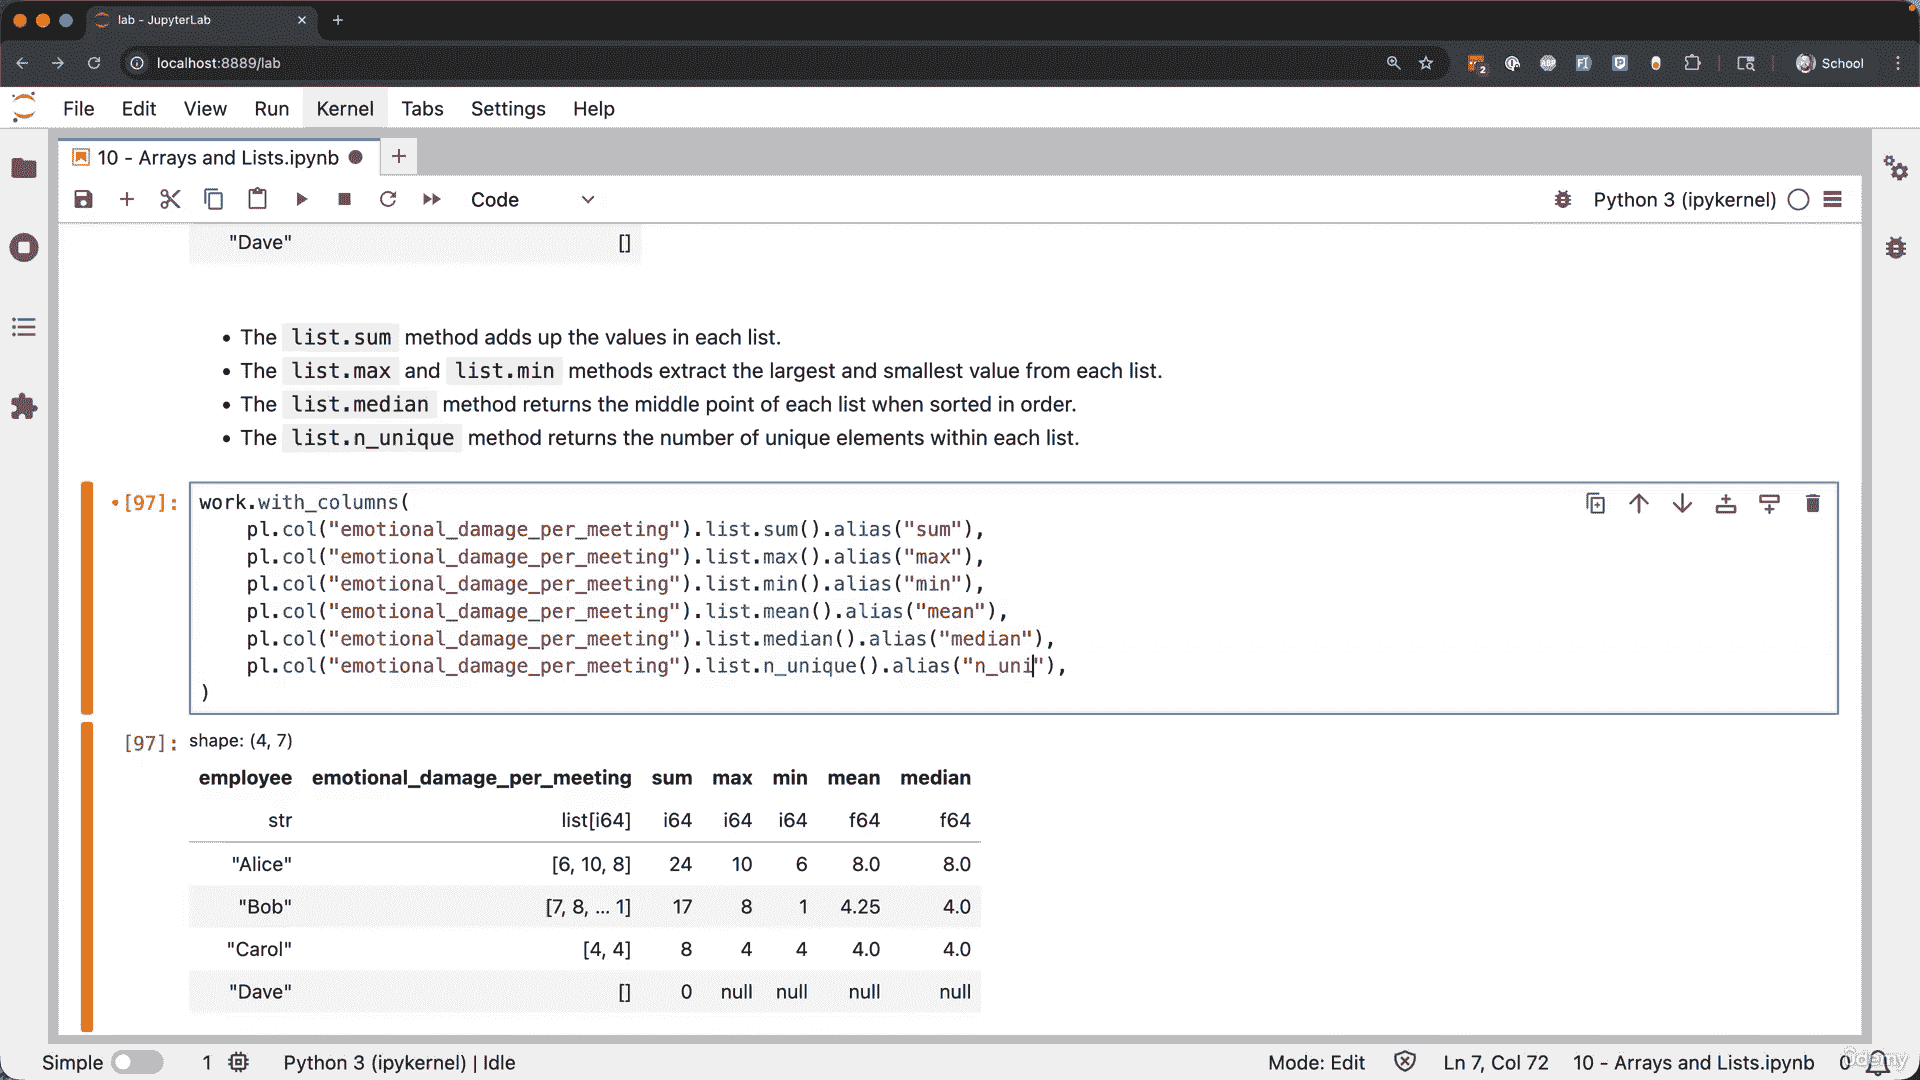 lab - JupyterLab
localhost:8889/lab
2
ABP
School
File Edit View Run Kernel Tabs Settings Help
10 - Arrays and Lists.ipynb
Code
Python 3 (ipykernel)
"Dave" []
• The list.sum method adds up the values in each list.
• The list.max and list.min methods extract the largest and smallest value from each list.
• The list.median method returns the middle point of each list when sorted in order.
• The list.n_unique method returns the number of unique elements within each list.
[97]:
work.with_columns(
    pl.col("emotional_damage_per_meeting").list.sum().alias("sum"),
    pl.col("emotional_damage_per_meeting").list.max().alias("max"),
    pl.col("emotional_damage_per_meeting").list.min().alias("min"),
    pl.col("emotional_damage_per_meeting").list.mean().alias("mean"),
    pl.col("emotional_damage_per_meeting").list.median().alias("median"),
    pl.col("emotional_damage_per_meeting").list.n_unique().alias("n_uni"),
)
[97]: shape: (4, 7)
employee emotional_damage_per_meeting sum max min mean median
str list[i64] i64 i64 i64 f64 f64
"Alice" [6, 10, 8] 24 10 6 8.0 8.0
"Bob" [7, 8, … 1] 17 8 1 4.25 4.0
"Carol" [4, 4] 8 4 4 4.0 4.0
"Dave" [] 0 null null null null
Simple 1 Python 3 (ipykernel) | Idle Mode: Edit Ln 7, Col 72 10 - Arrays and Lists.ipynb 0
Udemy